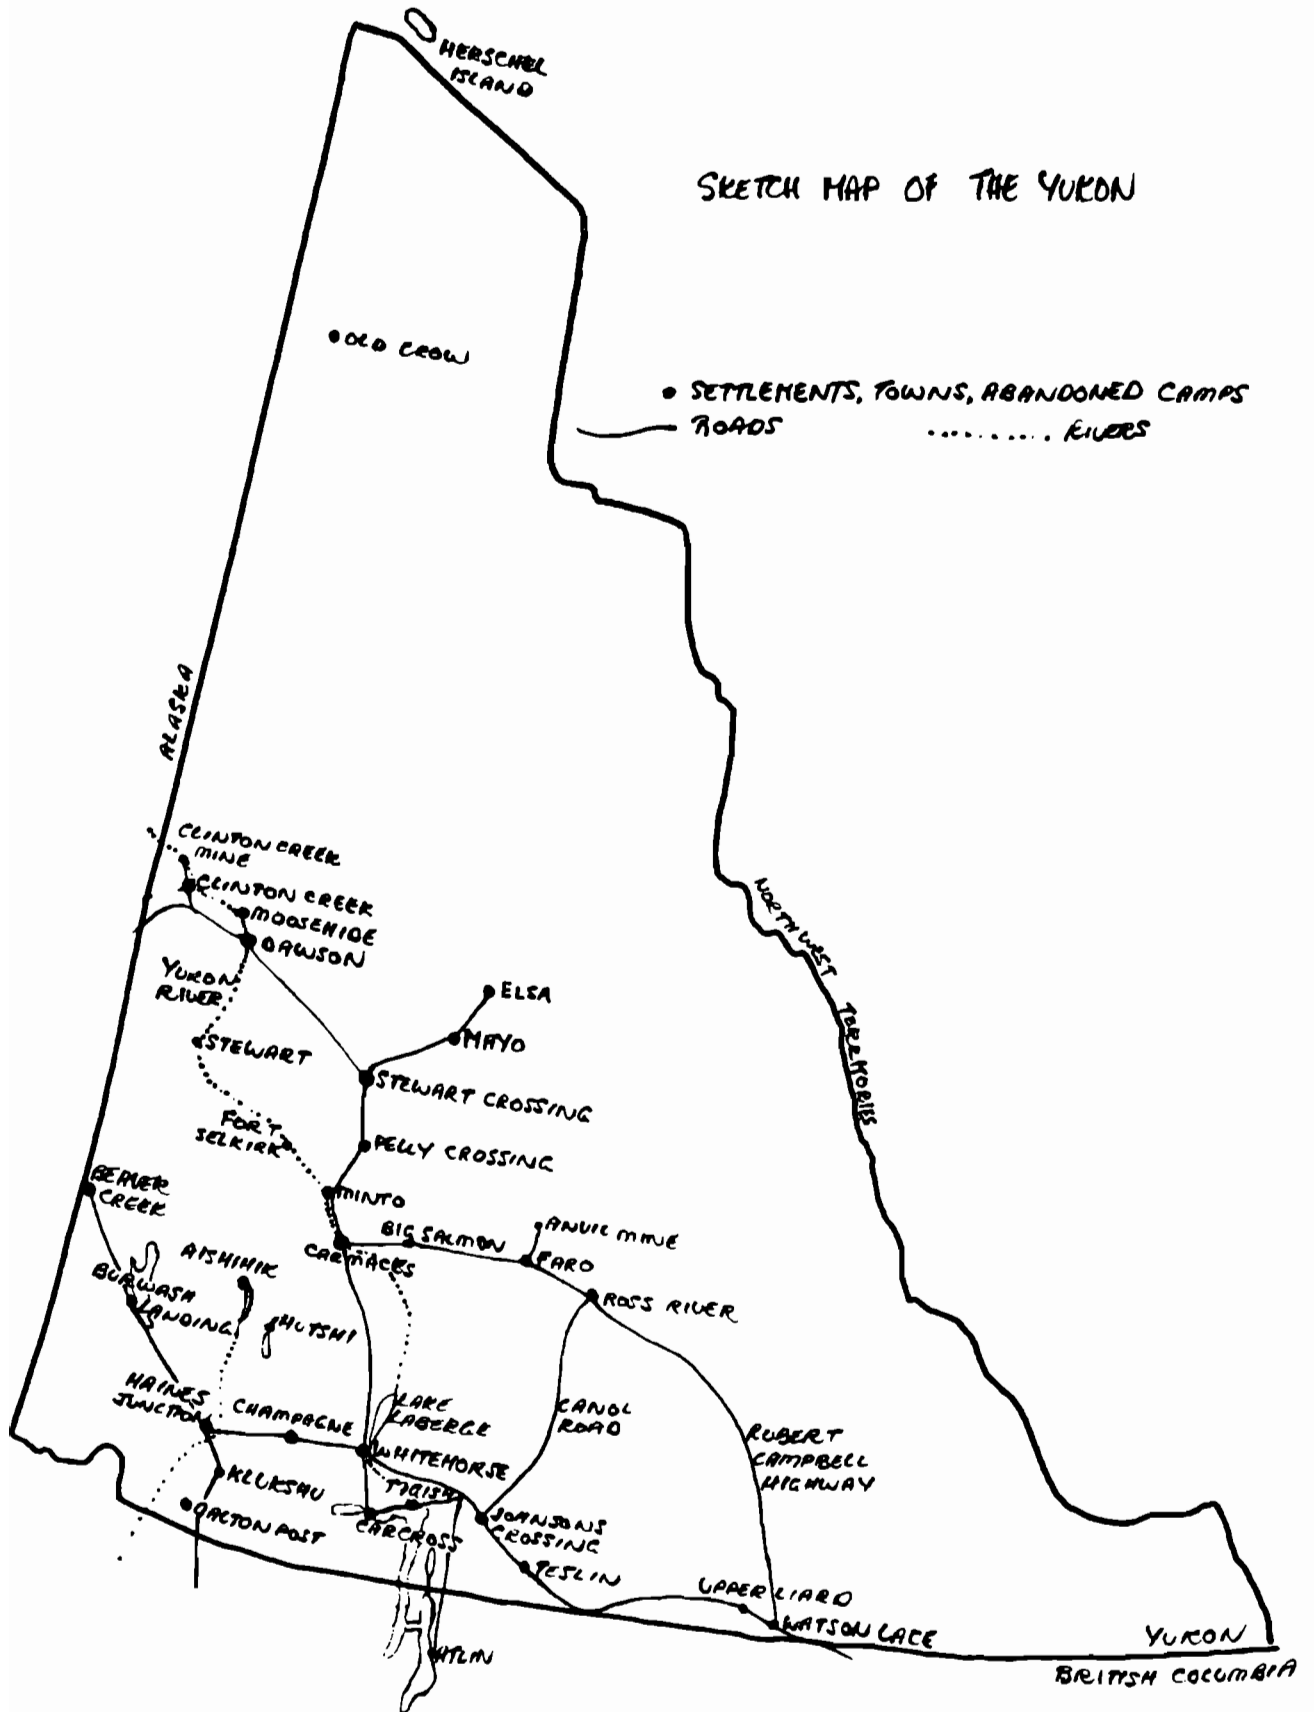 HERSCHEL
ISLAND
SKETCH MAP OF THE YUKON
OLD CROW
SETTLEMENTS, TOWNS, ABANDONED CAMPS
ROADS
RIVERS
ALASKA
CLINTON CREEK
MINE
CLINTON CREEK
MOOSEHIDE
DAWSON
NORTHWEST TERRITORIES
YUKON
RIVER
ELSA
MAYO
STEWART
STEWART CROSSING
FORT
SELKIRK
PELLY CROSSING
BEAVER
CREEK
MINTO
BIG SALMON
ANVIL MINE
CARMACKS
FARO
AISHIHIK
BURWASH
LANDING
HUTSHI
ROSS RIVER
HAINES
JUNCTION
CHAMPAGNE
LAKE
LABERGE
CANOL
ROAD
WHITEHORSE
ROBERT
CAMPBELL
HIGHWAY
KLUKSHU
TAGISH
DALTON POST
CARCROSS
JOHNSONS
CROSSING
TESLIN
UPPER LIARD
WATSON LAKE
ATLIN
YUKON
BRITISH COLUMBIA